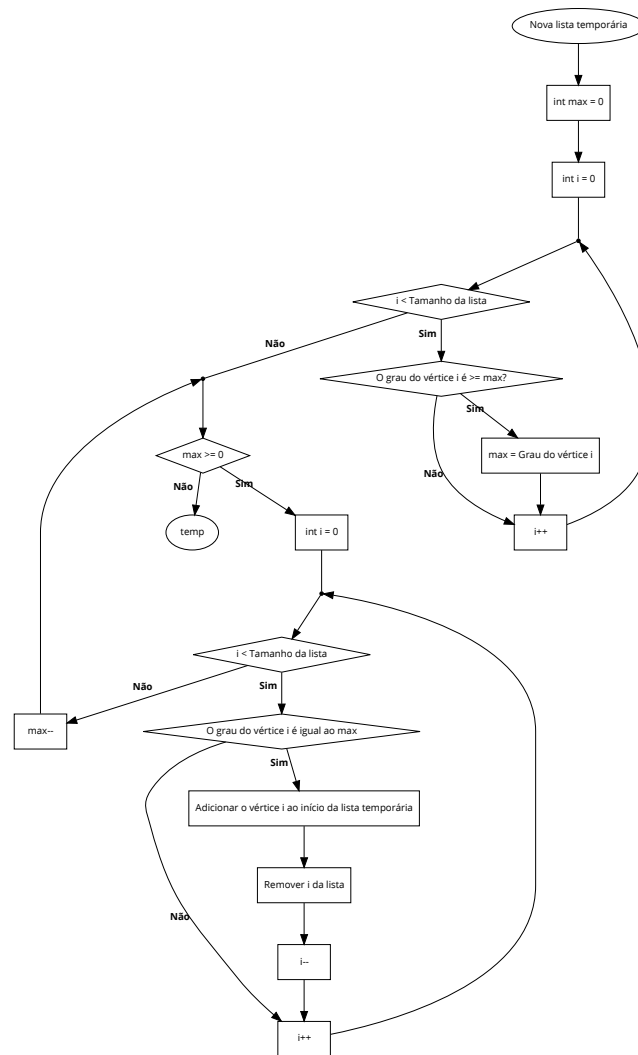 Nova lista temporária
int max = 0
int i = 0
i < Tamanho da lista
Não
Sim
O grau do vértice i é >= max?
Sim
max >= 0
max = Grau do vértice i
Não
Sim
Não
temp
int i = 0
i++
i < Tamanho da lista
Não
Sim
max--
O grau do vértice i é igual ao max
Sim
Adicionar o vértice i ao início da lista temporária
Remover i da lista
Não
i--
i++